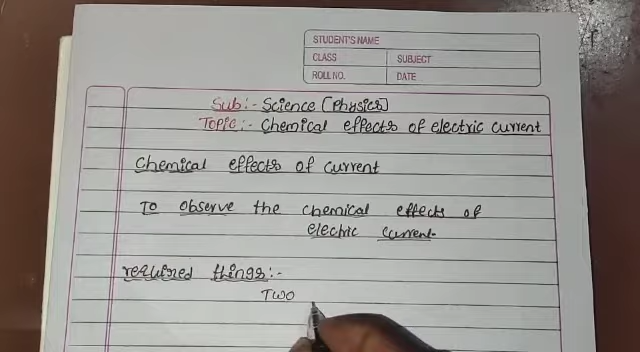 STUDENT'S NAME
CLASS SUBJECT
ROLL NO. DATE
Sub:- Science (Physics)
Topic:- Chemical effects of electric current
Chemical effects of current
To observe the chemical effects of
electric current.
required things:-
Two